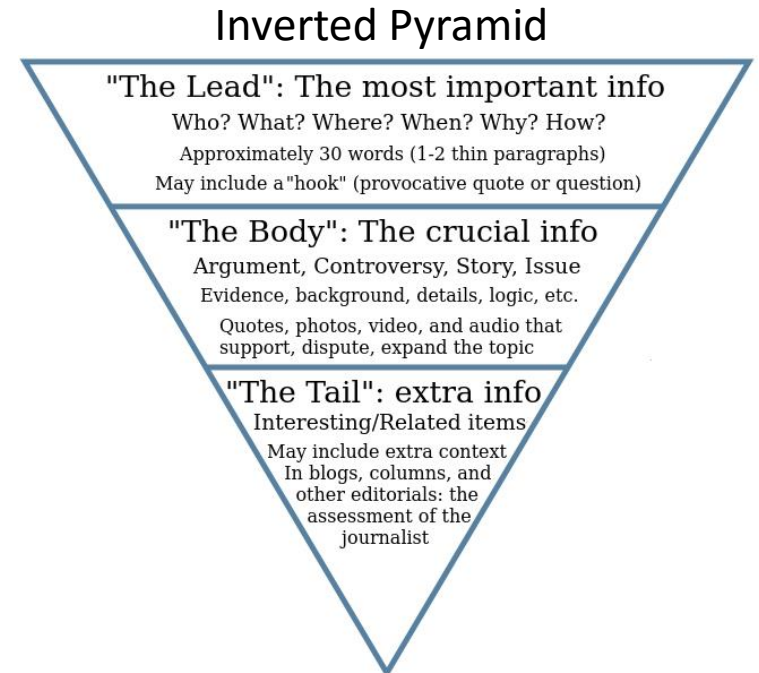 Inverted Pyramid
"The Lead": The most important info
Who? What? Where? When? Why? How?
Approximately 30 words (1-2 thin paragraphs)
May include a "hook" (provocative quote or question)
"The Body": The crucial info
Argument, Controversy, Story, Issue
Evidence, background, details, logic, etc.
Quotes, photos, video, and audio that
support, dispute, expand the topic
"The Tail": extra info
Interesting/Related items
May include extra context
In blogs, columns, and
other editorials: the
assessment of the
journalist